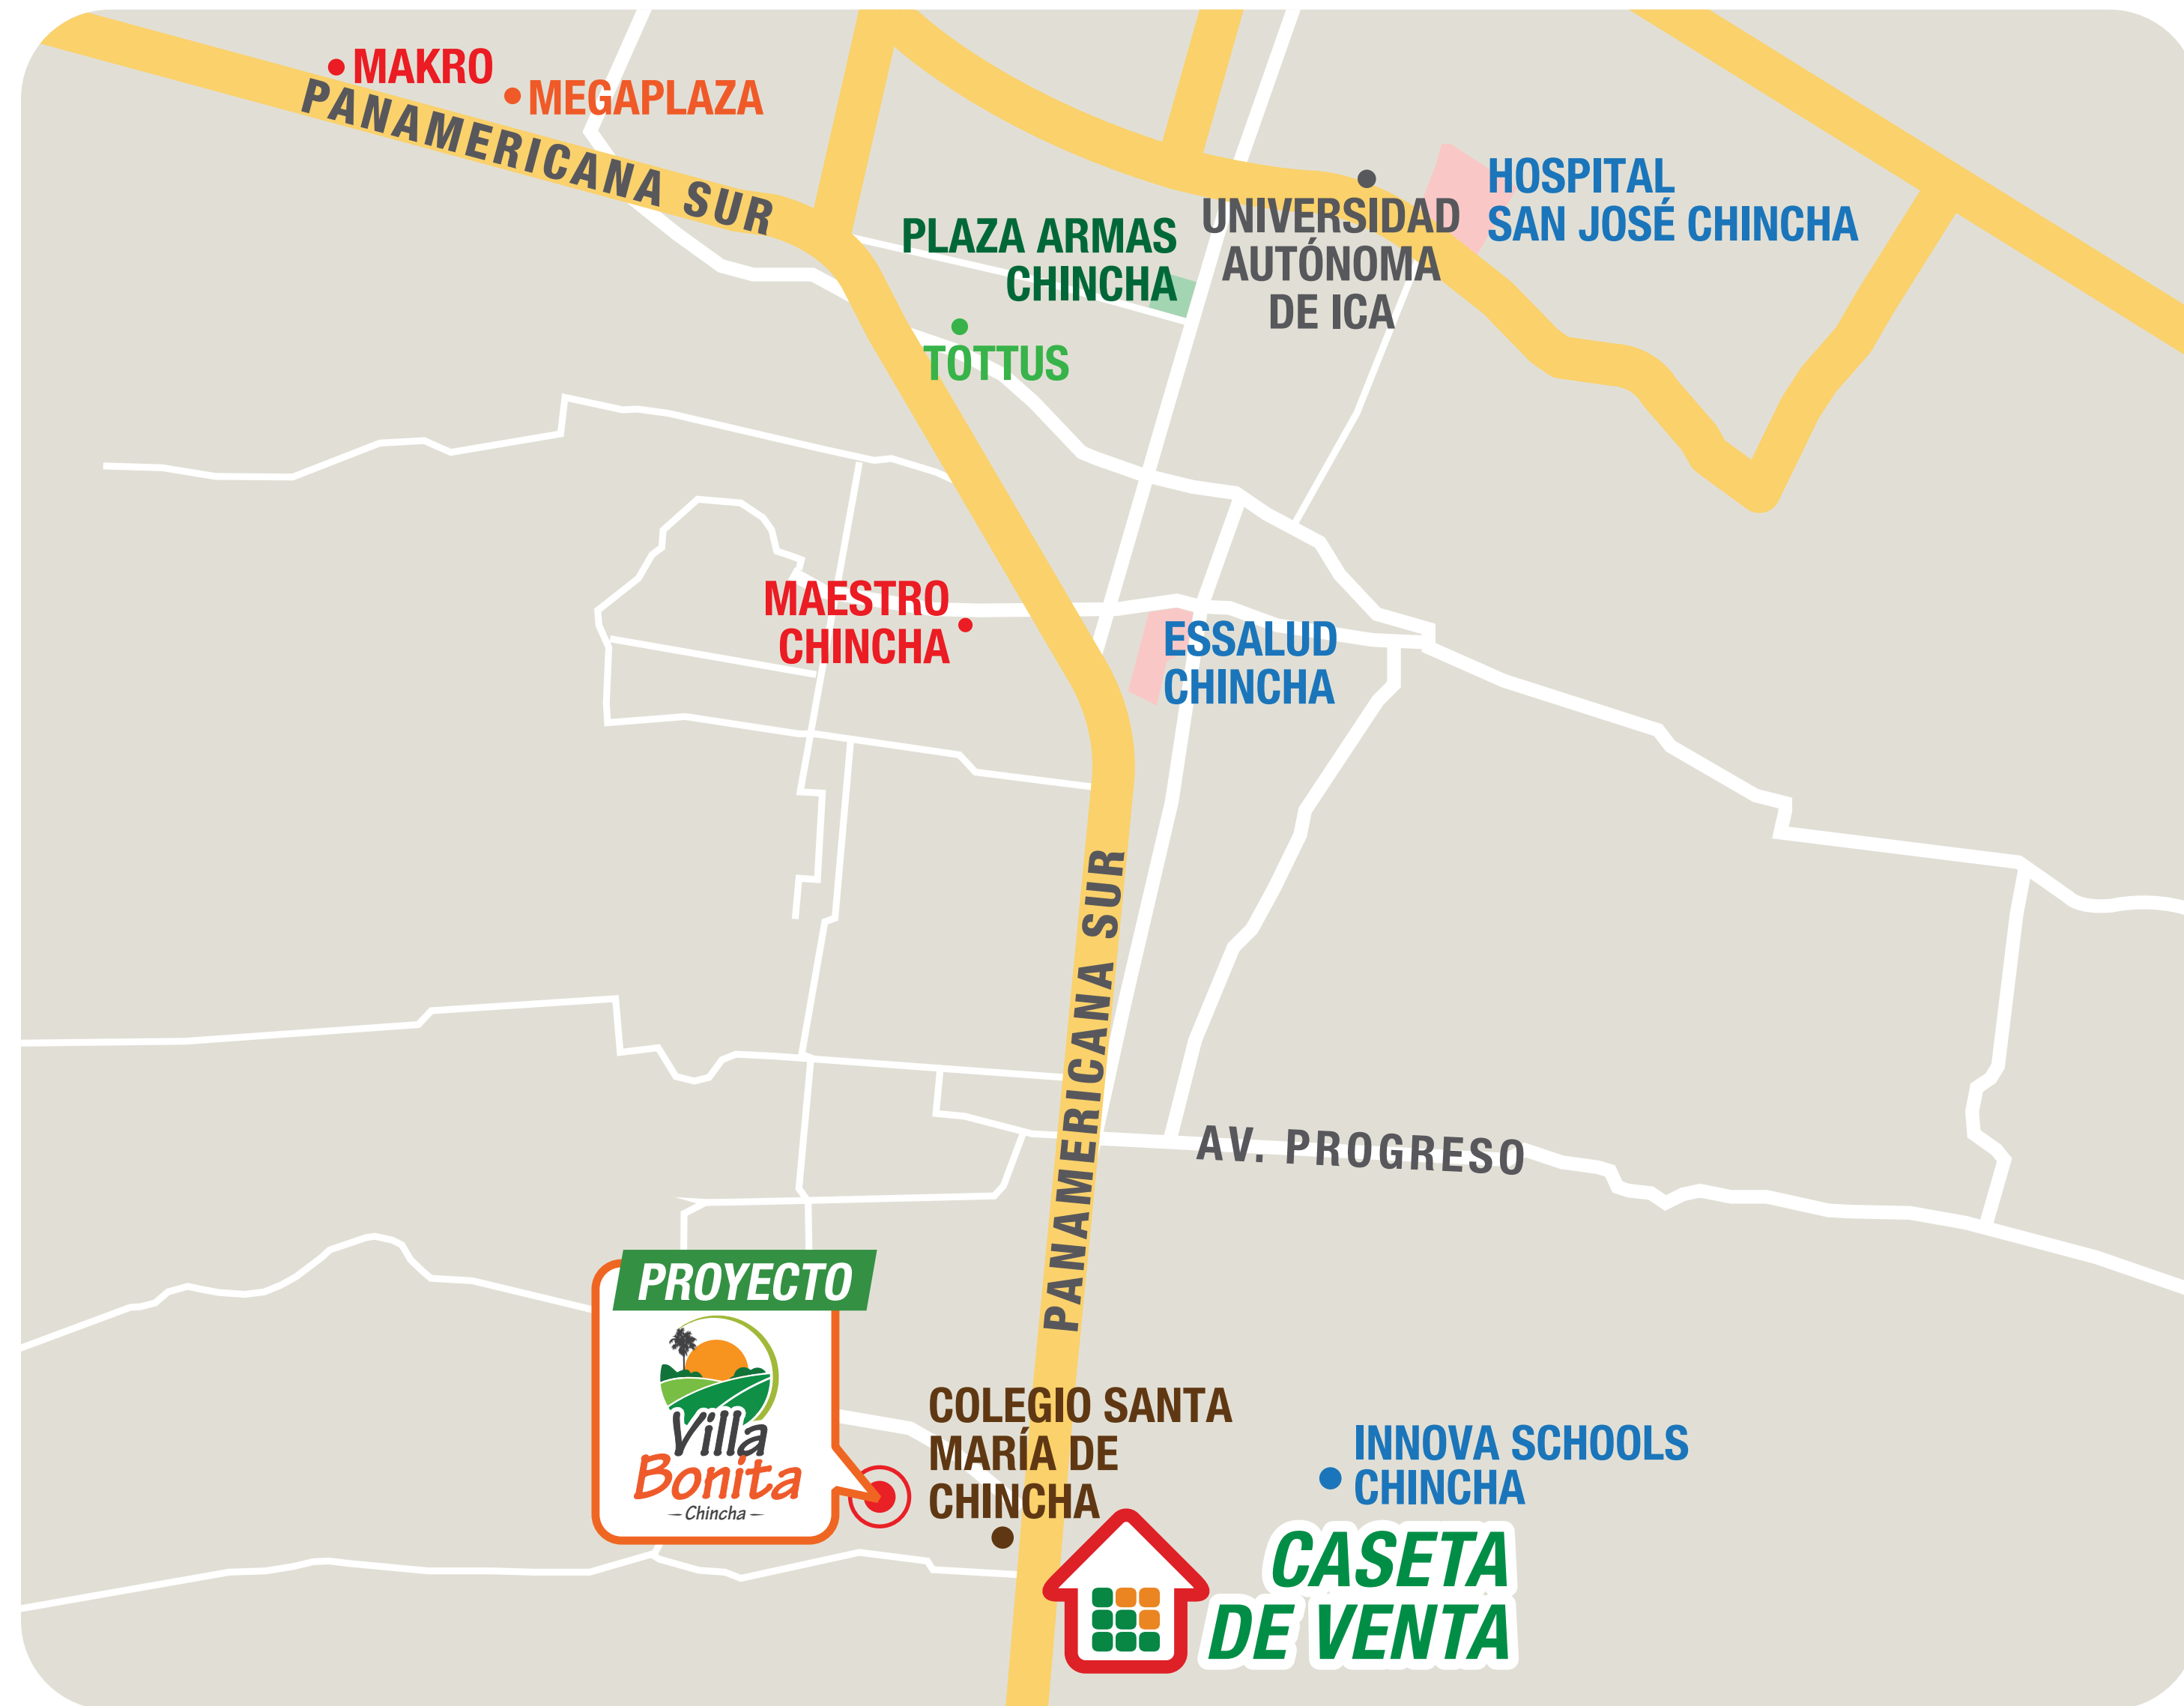 MAKRO
MEGAPLAZA
PANAMERICANA SUR
HOSPITAL
SAN JOSÉ CHINCHA
UNIVERSIDAD
AUTÓNOMA
DE ICA
PLAZA ARMAS
CHINCHA
TOTTUS
MAESTRO
CHINCHA
ESSALUD
CHINCHA
PANAMERICANA SUR
AV. PROGRESO
PROYECTO
Villa
Bonita
Chincha
COLEGIO SANTA
MARÍA DE
CHINCHA
INNOVA SCHOOLS
CHINCHA
CASETA
DE VENTA